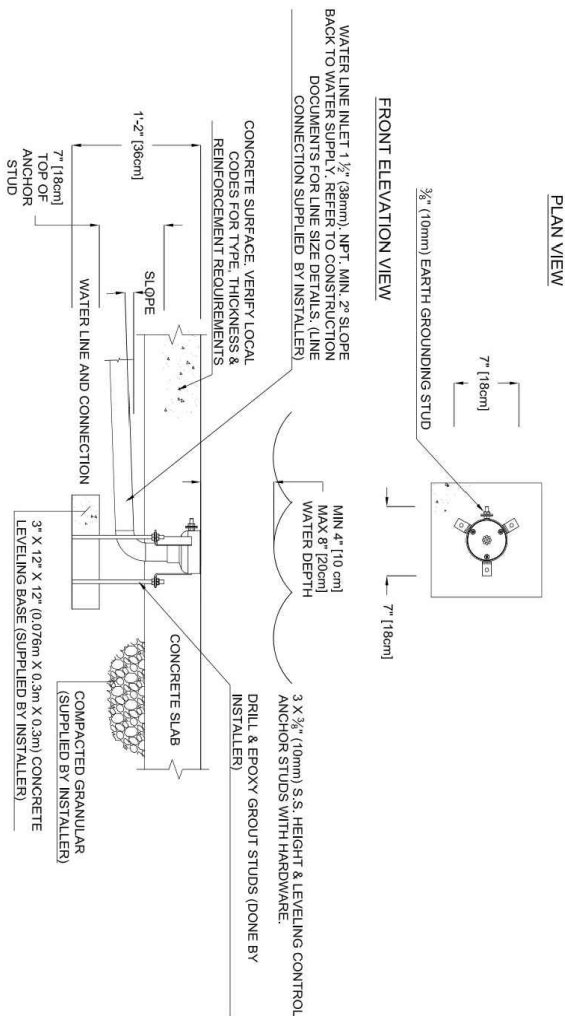 PLAN VIEW
7" [18cm]
3/8" (10mm) EARTH GROUNDING STUD
7" [18cm]
FRONT ELEVATION VIEW
WATER LINE INLET 1 1/2" (38mm). NPT. MIN. 2° SLOPE
BACK TO WATER SUPPLY. REFER TO CONSTRUCTION
DOCUMENTS FOR LINE SIZE DETAILS. (LINE
CONNECTION SUPPLIED BY INSTALLER)
MIN 4" [10 cm]
MAX 8" [20cm]
WATER DEPTH
3 X 3/8" (10mm) S.S. HEIGHT & LEVELING CONTROL
ANCHOR STUDS WITH HARDWARE.
DRILL & EPOXY GROUT STUDS (DONE BY
INSTALLER)
CONCRETE SURFACE. VERIFY LOCAL
CODES FOR TYPE, THICKNESS &
REINFORCEMENT REQUIREMENTS
CONCRETE SLAB
SLOPE
1'-2" [36cm]
7" [18cm]
TOP OF
ANCHOR
STUD
WATER LINE AND CONNECTION
COMPACTED GRANULAR
(SUPPLIED BY INSTALLER)
3" X 12" X 12" (0.076m X 0.3m X 0.3m) CONCRETE
LEVELING BASE (SUPPLIED BY INSTALLER)